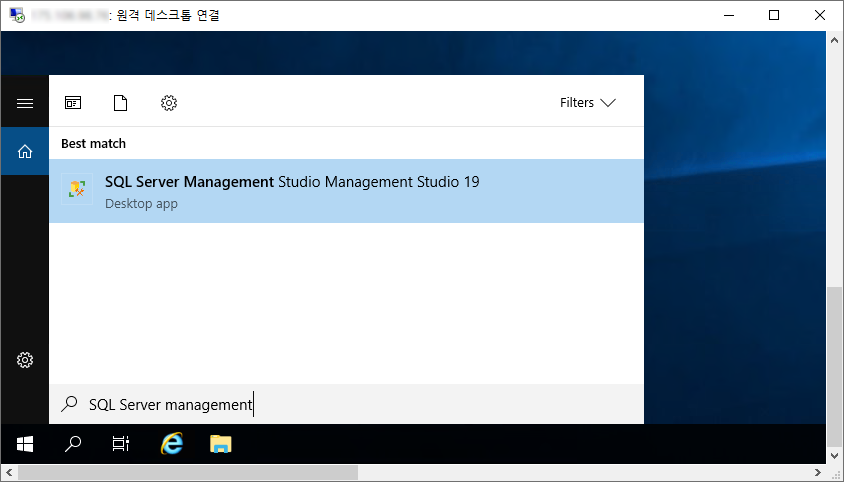 : 원격 데스크톱 연결
Filters
Best match
SQL Server Management Studio Management Studio 19
Desktop app
SQL Server management